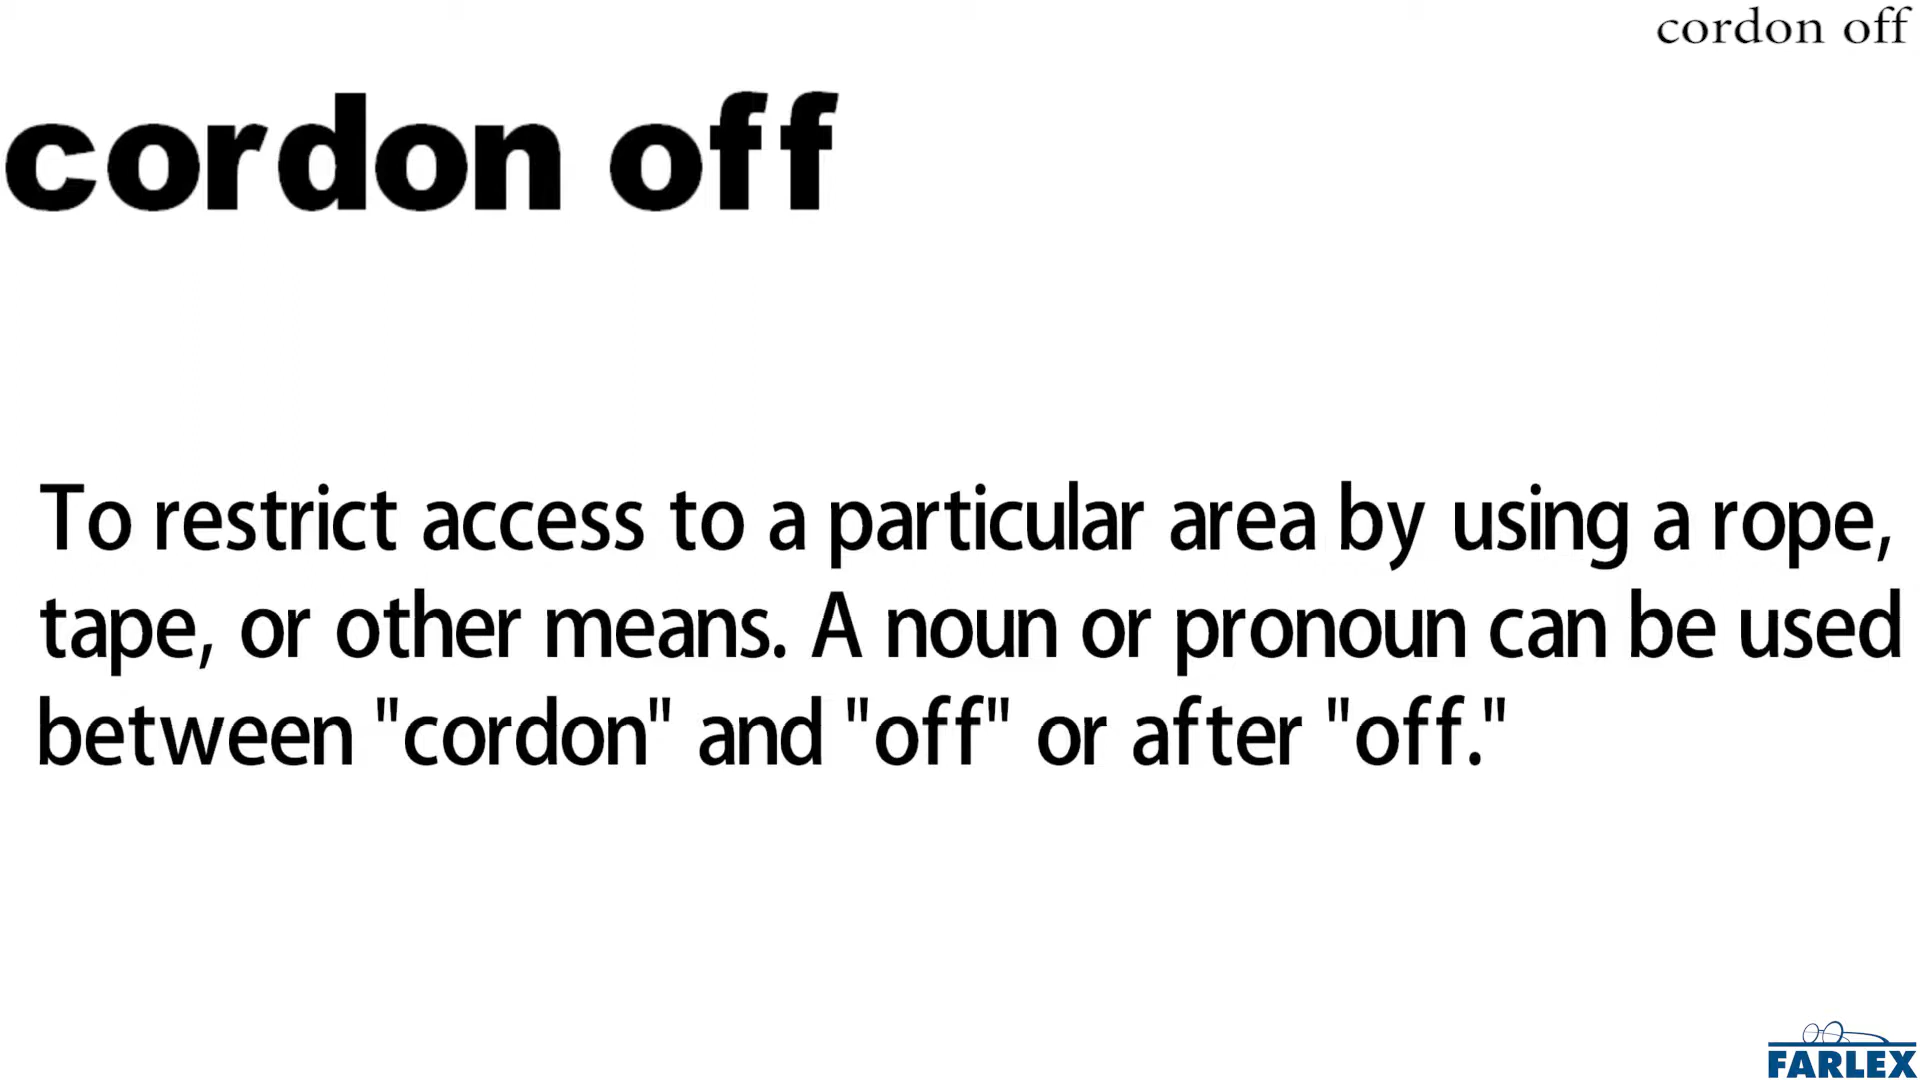 cordon off
cordon off
To restrict access to a particular area by using a rope,
tape, or other means. A noun or pronoun can be used
between "cordon" and "off" or after "off."
FARLEX